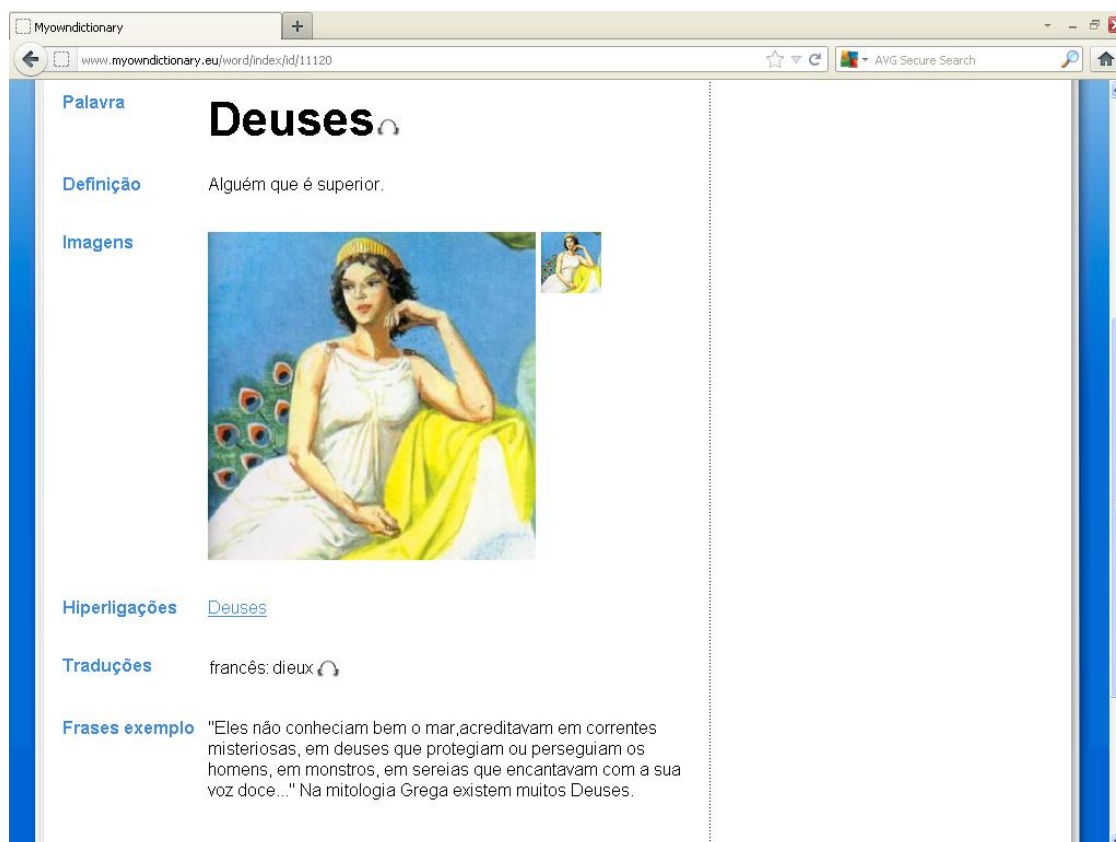 Myowndictionary
www.myowndictionary.eu/word/index/id/11120
AVG Secure Search
Palavra
Deuses
Definição
Alguém que é superior.
Imagens
Hiperligações
Deuses
Traduções
francês: dieux
Frases exemplo
"Eles não conheciam bem o mar,acreditavam em correntes
misteriosas, em deuses que protegiam ou perseguiam os
homens, em monstros, em sereias que encantavam com a sua
voz doce..." Na mitologia Grega existem muitos Deuses.